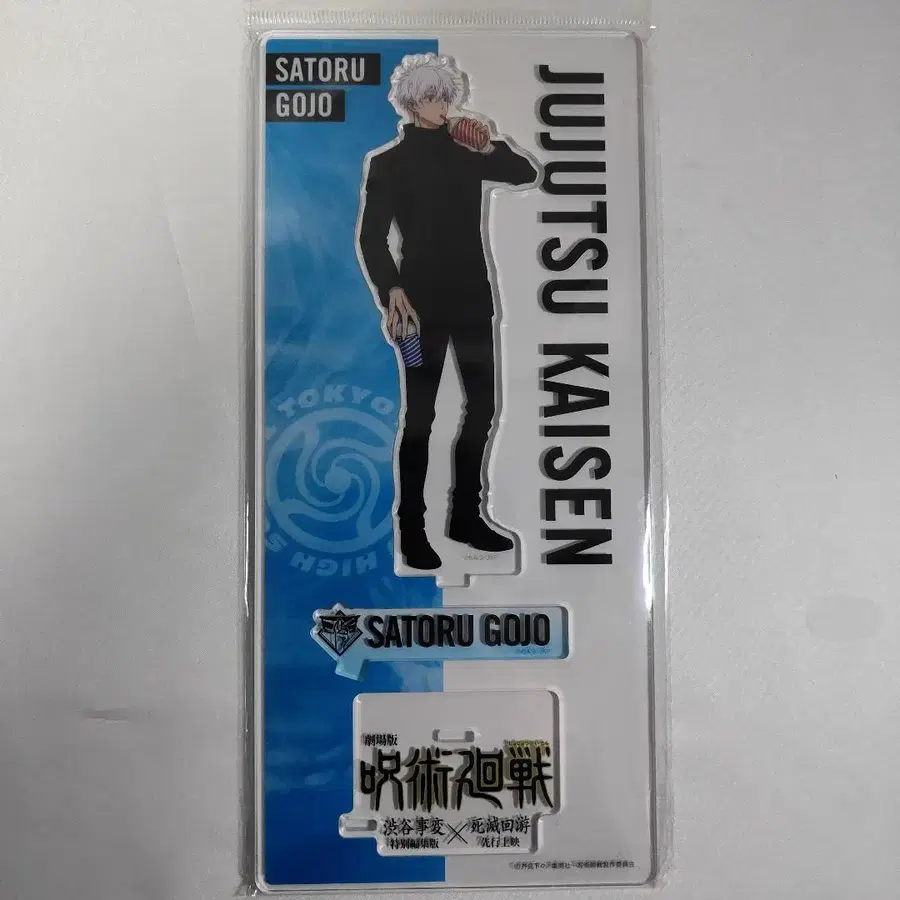 SATORU
GOJO
JUJUTSU KAISEN
TOKYO
HIGH S
SATORU GOJO
劇場版
呪術廻戦
渋谷事変 × 死滅回游
特別編集版 先行上映